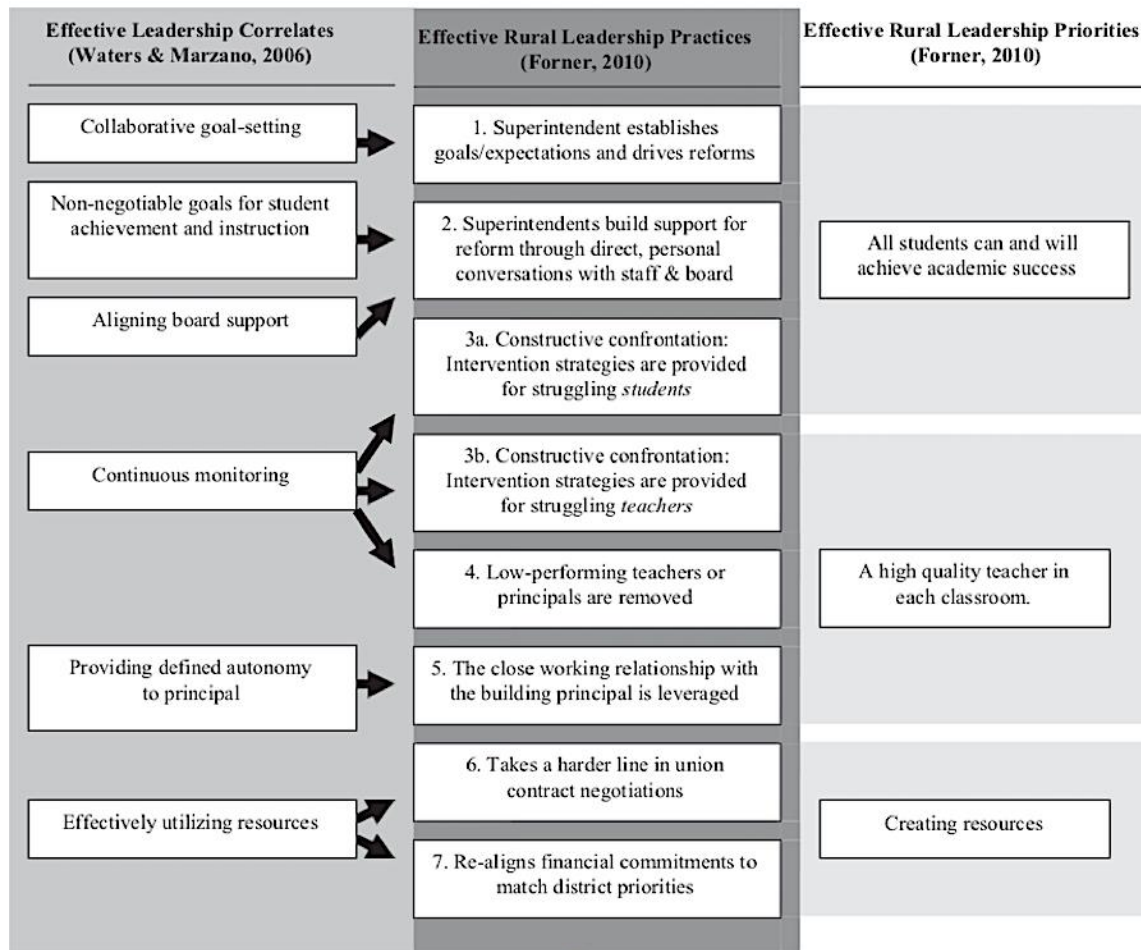 Effective Leadership Correlates
(Waters & Marzano, 2006)
Collaborative goal-setting
Non-negotiable goals for student
achievement and instruction
Aligning board support
Continuous monitoring
Providing defined autonomy
to principal
Effectively utilizing resources
Effective Rural Leadership Practices
(Forner, 2010)
1. Superintendent establishes
goals/expectations and drives reforms
2. Superintendents build support for
reform through direct, personal
conversations with staff & board
3a. Constructive confrontation:
Intervention strategies are provided
for struggling students
3b. Constructive confrontation:
Intervention strategies are provided
for struggling teachers
4. Low-performing teachers or
principals are removed
5. The close working relationship with
the building principal is leveraged
6. Takes a harder line in union
contract negotiations
7. Re-aligns financial commitments to
match district priorities
Effective Rural Leadership Priorities
(Forner, 2010)
All students can and will
achieve academic success
A high quality teacher in
each classroom.
Creating resources